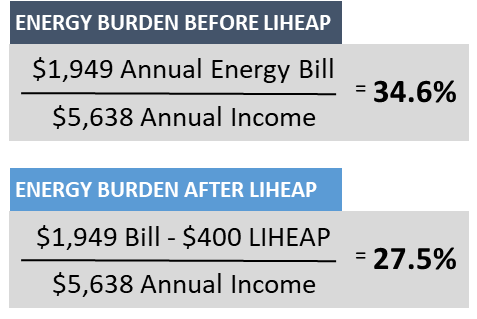 ENERGY BURDEN BEFORE LIHEAP
$1,949 Annual Energy Bill
= 34.6%
$5,638 Annual Income
ENERGY BURDEN AFTER LIHEAP
$1,949 Bill - $400 LIHEAP
= 27.5%
$5,638 Annual Income